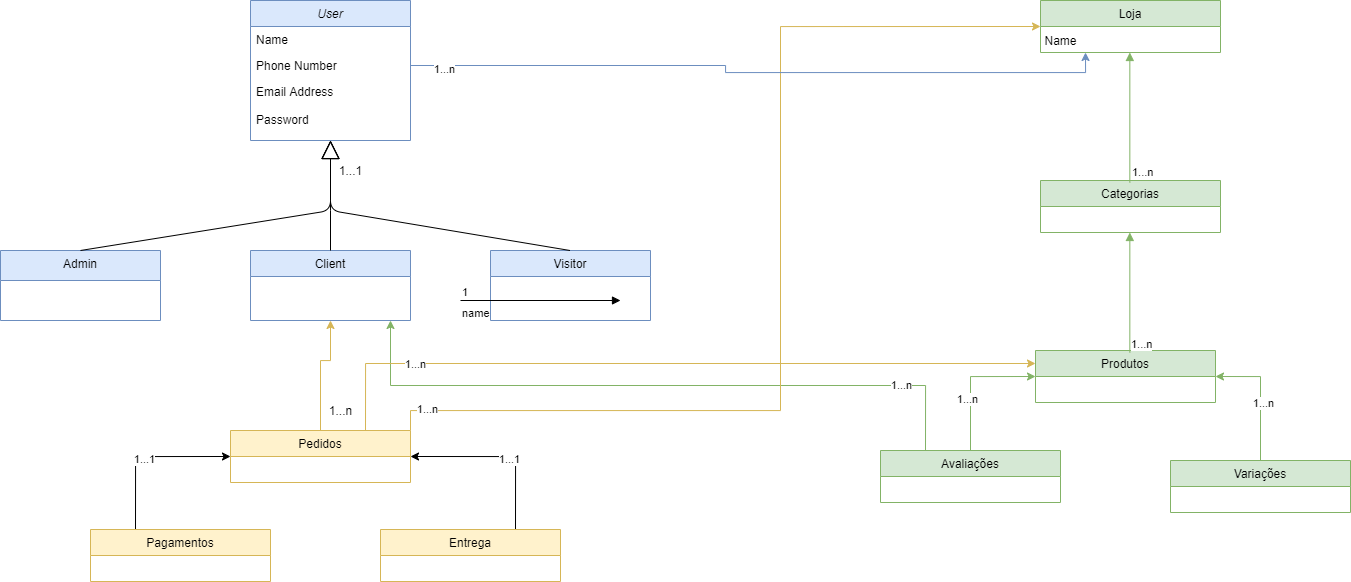 User
Name
Phone Number
Email Address
Password
1...n
Loja
Name
1...1
1...n
Categorias
Admin
Client
Visitor
1
name
1...n
Produtos
1...n
1...n
1...n
1...n
1...n
1...n
Pedidos
1...1
1...1
Avaliações
Variações
Pagamentos
Entrega